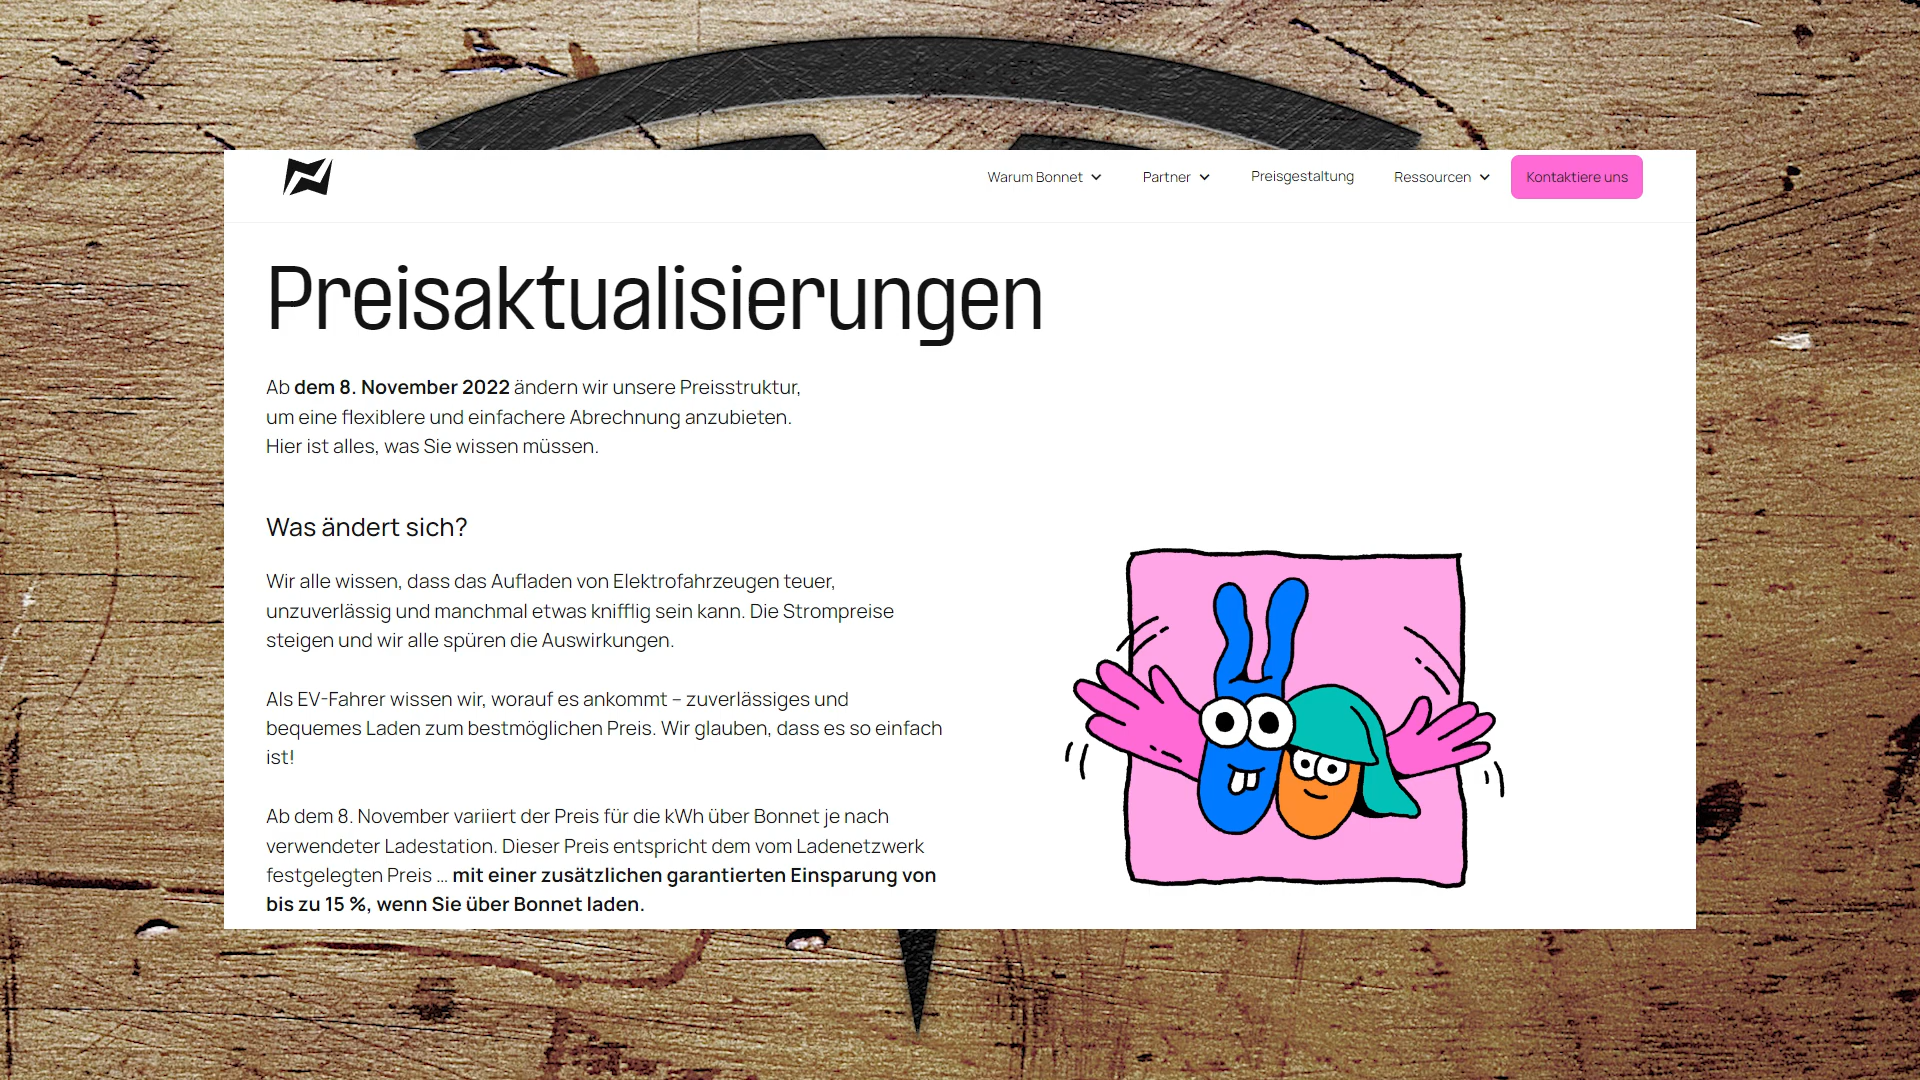 Warum Bonnet
Partner
Preisgestaltung
Ressourcen
Kontaktiere uns
Preisaktualisierungen
Ab dem 8. November 2022 ändern wir unsere Preisstruktur,
um eine flexiblere und einfachere Abrechnung anzubieten.
Hier ist alles, was Sie wissen müssen.
Was ändert sich?
Wir alle wissen, dass das Aufladen von Elektrofahrzeugen teuer,
unzuverlässig und manchmal etwas knifflig sein kann. Die Strompreise
steigen und wir alle spüren die Auswirkungen.
Als EV-Fahrer wissen wir, worauf es ankommt – zuverlässiges und
bequemes Laden zum bestmöglichen Preis. Wir glauben, dass es so einfach
ist!
Ab dem 8. November variiert der Preis für die kWh über Bonnet je nach
verwendeter Ladestation. Dieser Preis entspricht dem vom Ladenetzwerk
festgelegten Preis ... mit einer zusätzlichen garantierten Einsparung von
bis zu 15 %, wenn Sie über Bonnet laden.